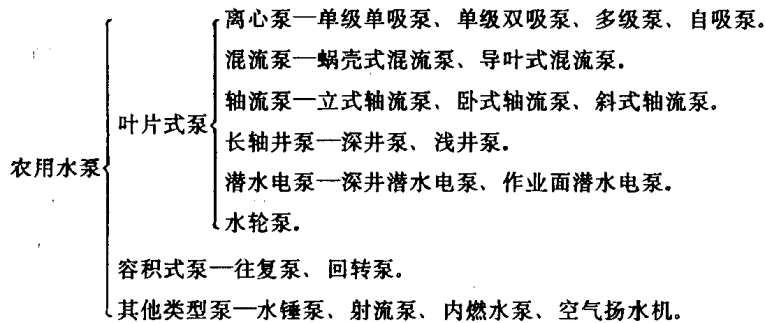 离心泵—单级单吸泵、单级双吸泵、多级泵、自吸泵。
混流泵—蜗壳式混流泵、导叶式混流泵。
轴流泵—立式轴流泵、卧式轴流泵、斜式轴流泵。
叶片式泵
长轴井泵—深井泵、浅井泵。
农用水泵
潜水电泵—深井潜水电泵、作业面潜水电泵。
水轮泵。
容积式泵—往复泵、回转泵。
其他类型泵—水锤泵、射流泵、内燃水泵、空气扬水机。